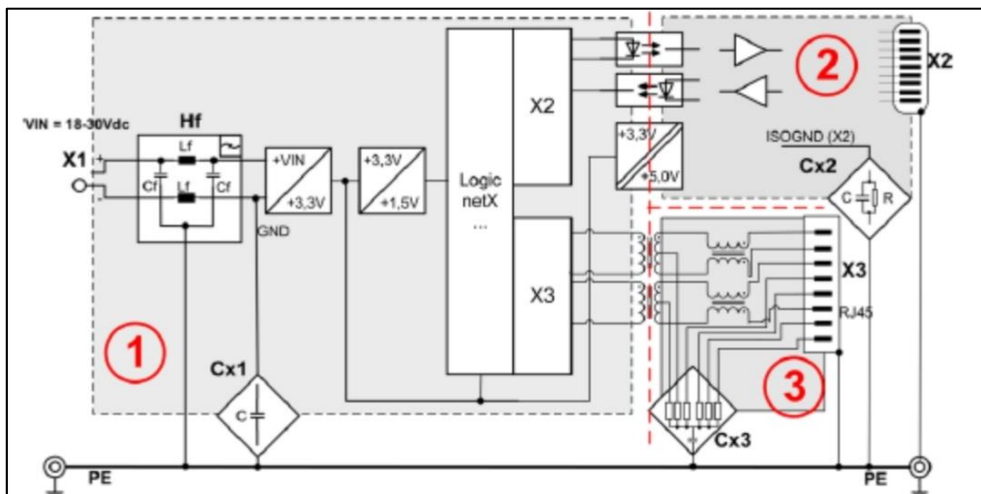 'VIN = 18-30Vdc
X1
+
-
Hf
Lf
Cf
Lf
Cf
+VIN
+3,3V
GND
+3,3V
+1,5V
Logic
netX
...
X2
X3
+3,3V
+5,0V
2
X2
ISOGND (X2)
Cx2
C
R
X3
RJ45
1
Cx1
C
3
Cx3
PE
PE